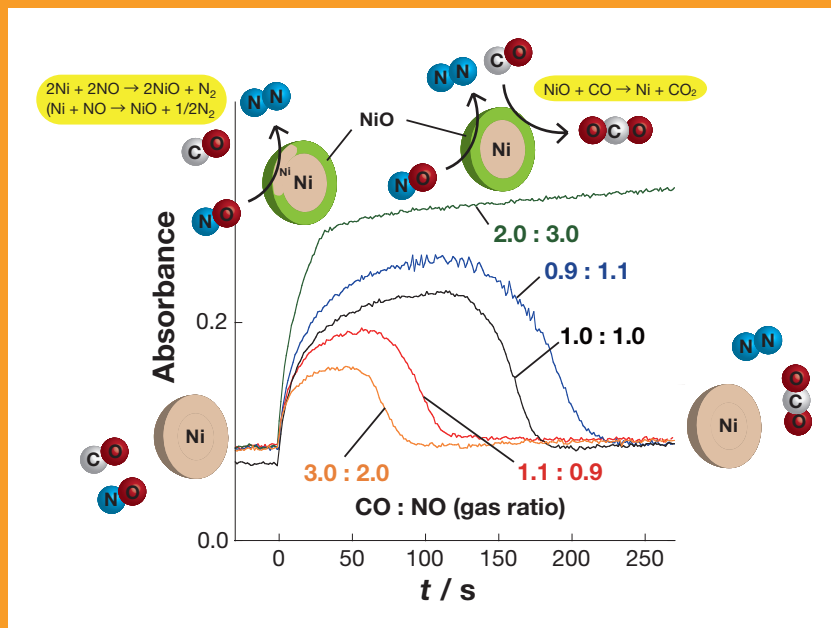 2Ni + 2NO → 2NiO + N₂
(Ni + NO → NiO + 1/2N₂
N N
C O
N O
Ni
Ni
NiO
N N
C O
NiO + CO → Ni + CO₂
O C O
Ni
N O
2.0 : 3.0
0.9 : 1.1
1.0 : 1.0
1.1 : 0.9
3.0 : 2.0
CO : NO (gas ratio)
Absorbance
0.2
0.0
0 50 100 150 200 250
t / s
Ni
C O
N O
N N
O
C
O
Ni